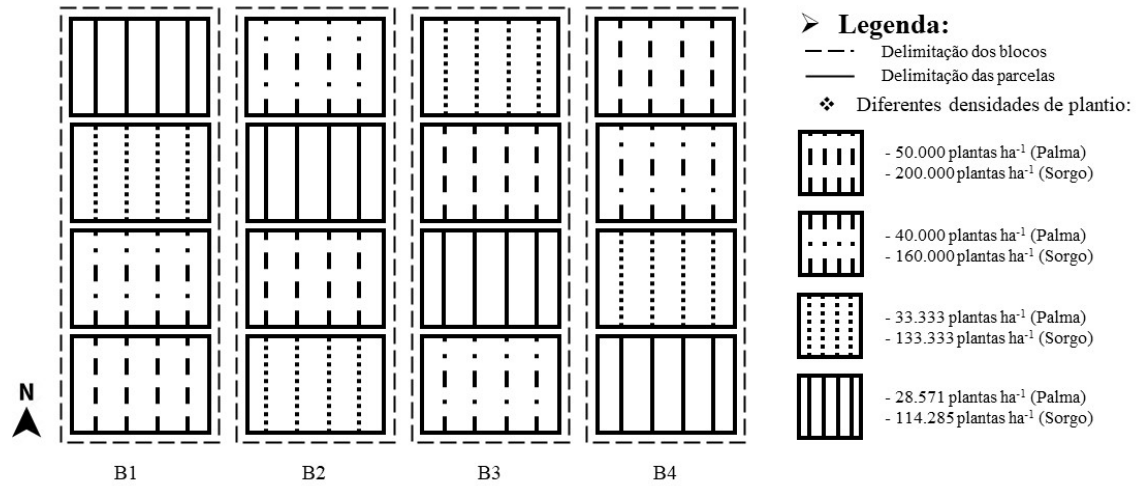 Legenda:
Delimitação dos blocos
Delimitação das parcelas
Diferentes densidades de plantio:
- 50.000 plantas ha-1 (Palma)
- 200.000 plantas ha-1 (Sorgo)
- 40.000 plantas ha-1 (Palma)
- 160.000 plantas ha-1 (Sorgo)
- 33.333 plantas ha-1 (Palma)
- 133.333 plantas ha-1 (Sorgo)
- 28.571 plantas ha-1 (Palma)
- 114.285 plantas ha-1 (Sorgo)
N
B1 B2 B3 B4